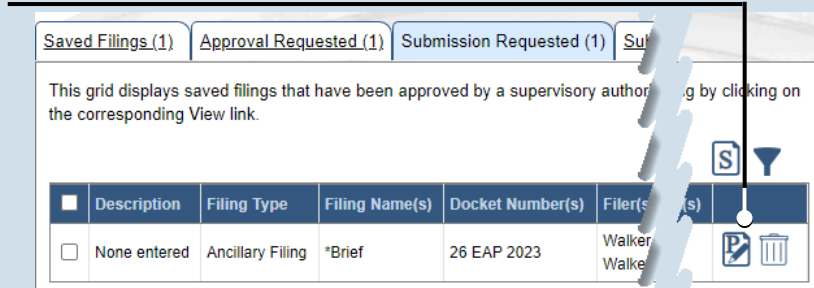 Saved Filings (1) Approval Requested (1) Submission Requested (1)
This grid displays saved filings that have been approved by a supervisory by clicking on
the corresponding View link.
S
Description Filing Type Filing Name(s) Docket Number(s)
None entered Ancillary Filing *Brief 26 EAP 2023 Walker
P